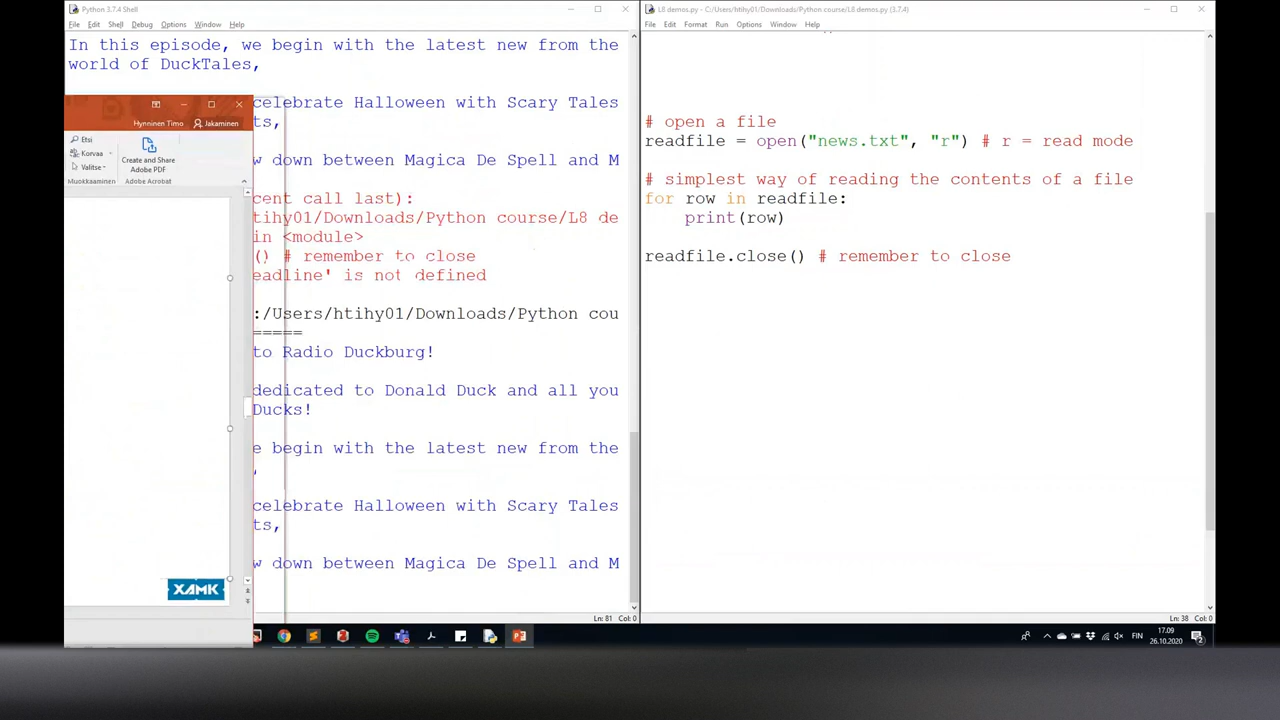 Python 3.7.4 Shell
File Edit Shell Debug Options Window Help
In this episode, we begin with the latest new from the
world of DuckTales,
celebrate Halloween with Scary Tales
ts,
w down between Magica De Spell and M
cent call last):
htihy01/Downloads/Python course/L8 de
in <module>
() # remember to close
eadline' is not defined
:/Users/htihy01/Downloads/Python cou
=====
to Radio Duckburg!
dedicated to Donald Duck and all you
Ducks!
e begin with the latest new from the
,
celebrate Halloween with Scary Tales
ts,
w down between Magica De Spell and M
Ln: 81 Col: 0
Hynninen Timo Jakaminen
Etsi
Korvaa
Valitse
Muokkaaminen
Create and Share
Adobe PDF
Adobe Acrobat
XAMK
L8 demos.py - C:/Users/htihy01/Downloads/Python course/L8 demos.py (3.7.4)
File Edit Format Run Options Window Help
# open a file
readfile = open("news.txt", "r") # r = read mode
# simplest way of reading the contents of a file
for row in readfile:
print(row)
readfile.close() # remember to close
Ln: 38 Col: 0
FIN
17.09
26.10.2020